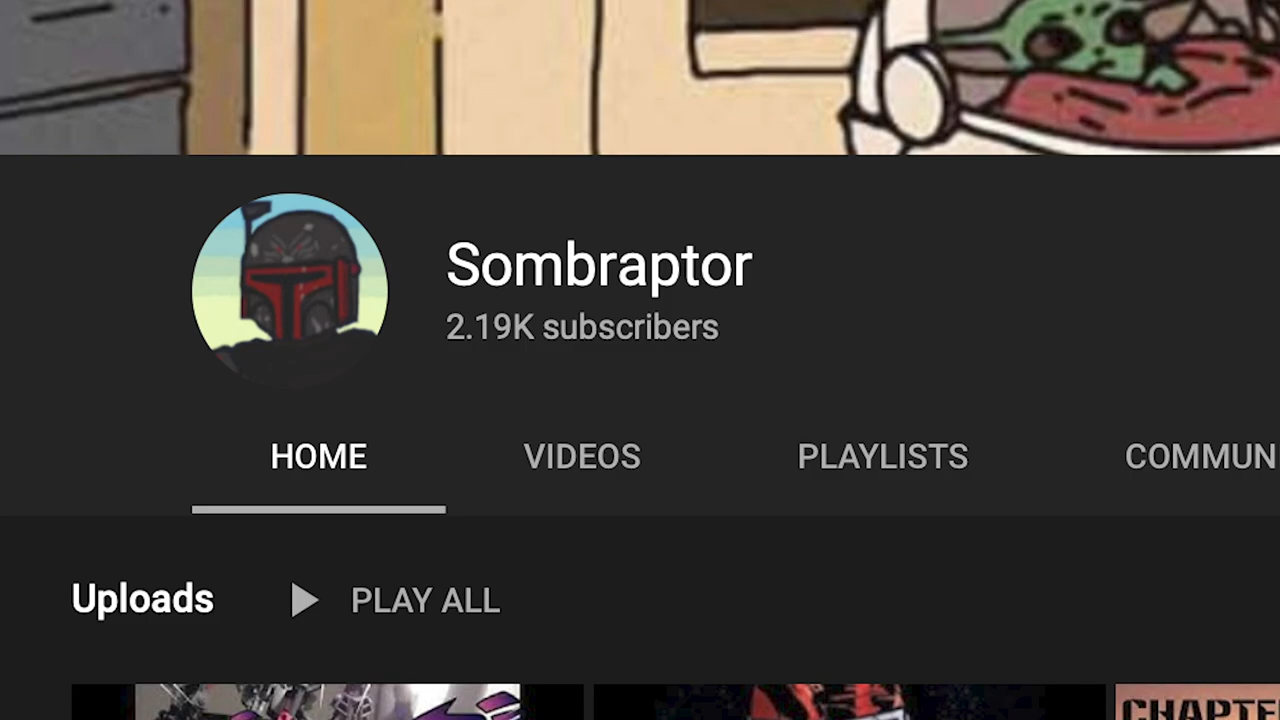 Sombraptor
2.19K subscribers
HOME VIDEOS PLAYLISTS COMMUN
Uploads PLAY ALL
CHAPTE